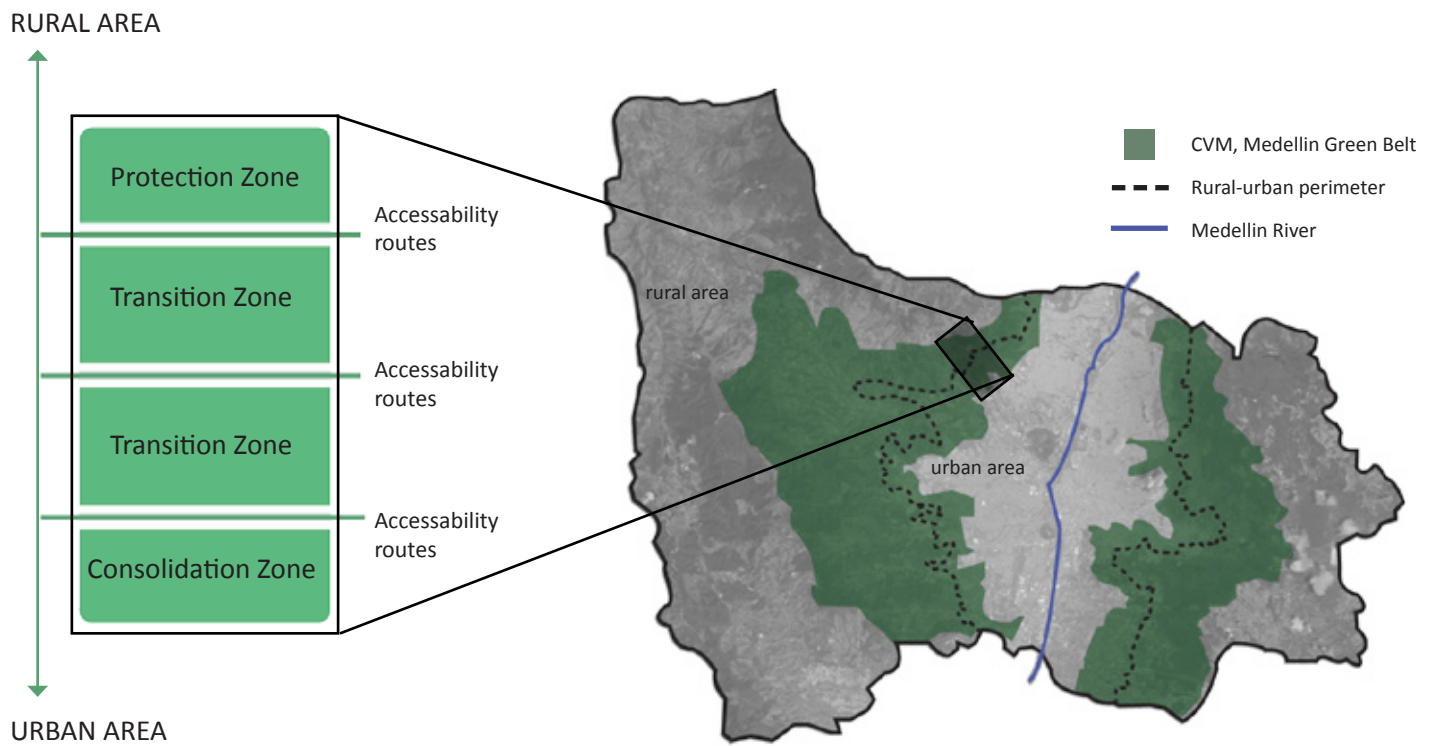 RURAL AREA
Protection Zone
Accessability
routes
Transition Zone
Accessability
routes
Transition Zone
Accessability
routes
Consolidation Zone
URBAN AREA
rural area
urban area
CVM, Medellin Green Belt
Rural-urban perimeter
Medellin River